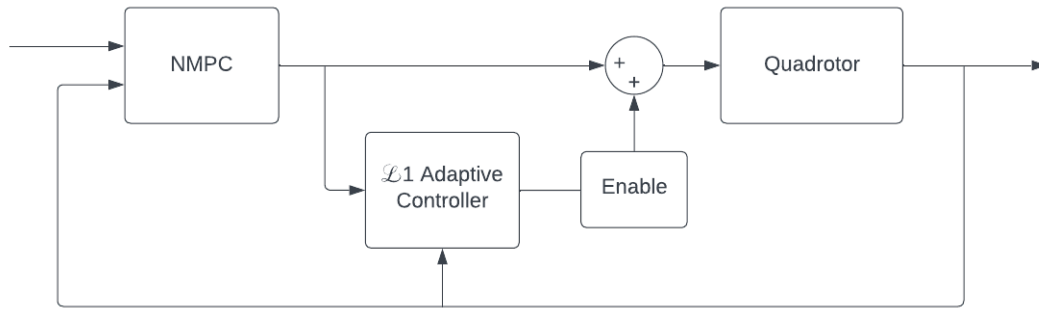 NMPC
+
+
Quadrotor
ℒ1 Adaptive
Controller
Enable